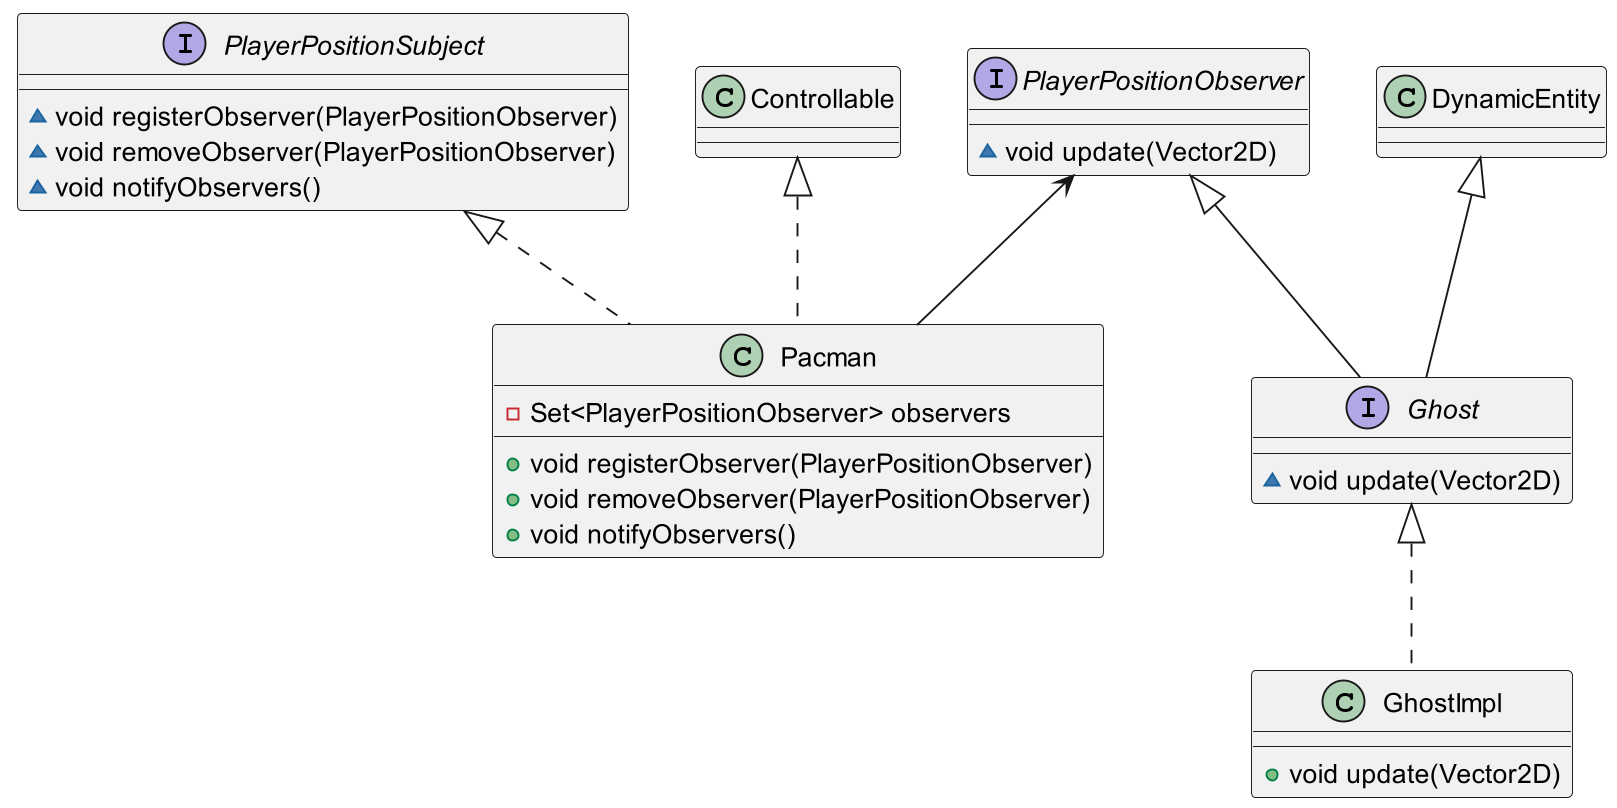 I PlayerPositionSubject
void registerObserver(PlayerPositionObserver)
void removeObserver(PlayerPositionObserver)
void notifyObservers()
C Controllable
I PlayerPositionObserver
void update(Vector2D)
C DynamicEntity
C Pacman
Set<PlayerPositionObserver> observers
void registerObserver(PlayerPositionObserver)
void removeObserver(PlayerPositionObserver)
void notifyObservers()
I Ghost
void update(Vector2D)
C GhostImpl
void update(Vector2D)